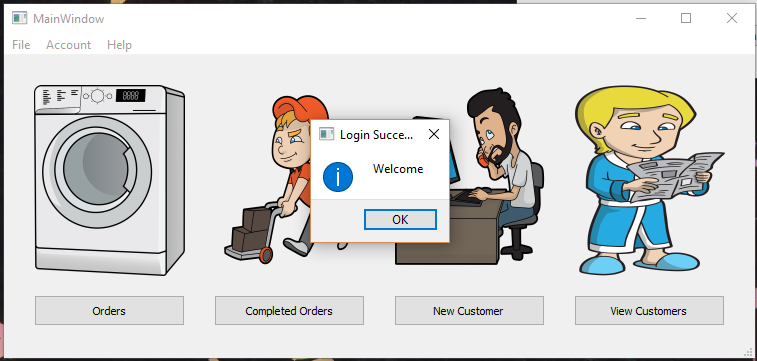 MainWindow
File Account Help
Login Succe...
Welcome
OK
Orders
Completed Orders
New Customer
View Customers